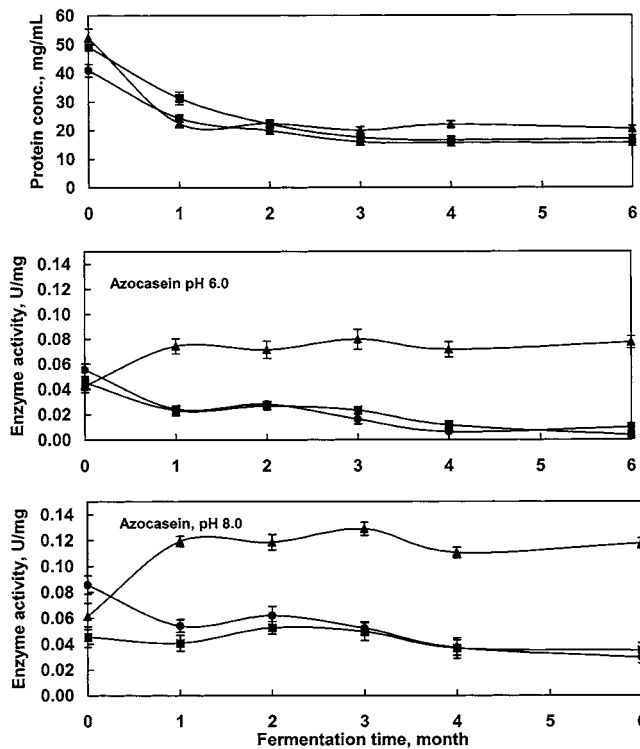 Protein conc., mg/mL
60
50
40
30
20
10
0
0 1 2 3 4 5 6
Enzyme activity, U/mg
0.14
0.12
0.10
0.08
0.06
0.04
0.02
0.00
Azocasein pH 6.0
0 1 2 3 4 5 6
Enzyme activity, U/mg
0.14
0.12
0.10
0.08
0.06
0.04
0.02
0.00
Azocasein, pH 8.0
0 1 2 3 4 5 6
Fermentation time, month